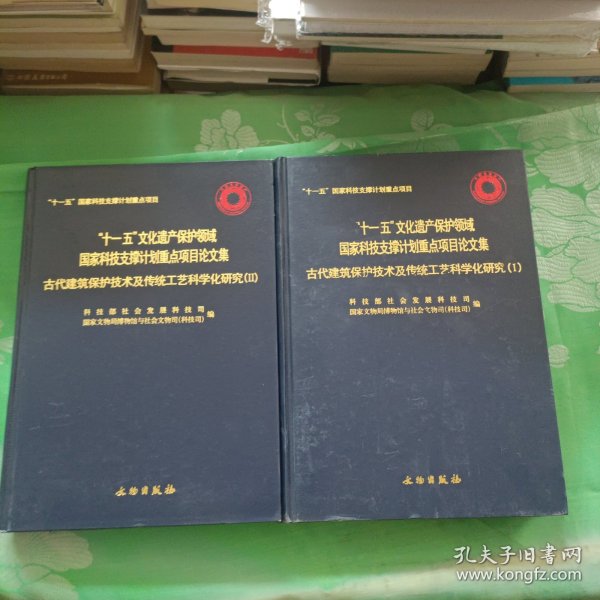 "十一五"国家科技支撑计划重点项目
"十一五"文化遗产保护领域
国家科技支撑计划重点项目论文集
古代建筑保护技术及传统工艺科学化研究(II)
科技部社会发展科技司
国家文物局博物馆与社会文物司(科技司)
编
文物出版社
"十一五"国家科技支撑计划重点项目
"十一五"文化遗产保护领域
国家科技支撑计划重点项目论文集
古代建筑保护技术及传统工艺科学化研究(I)
科技部社会发展科技司
国家文物局博物馆与社会文物司(科技司)
编
文物出版社
孔夫子旧书网
www.kongfz.com